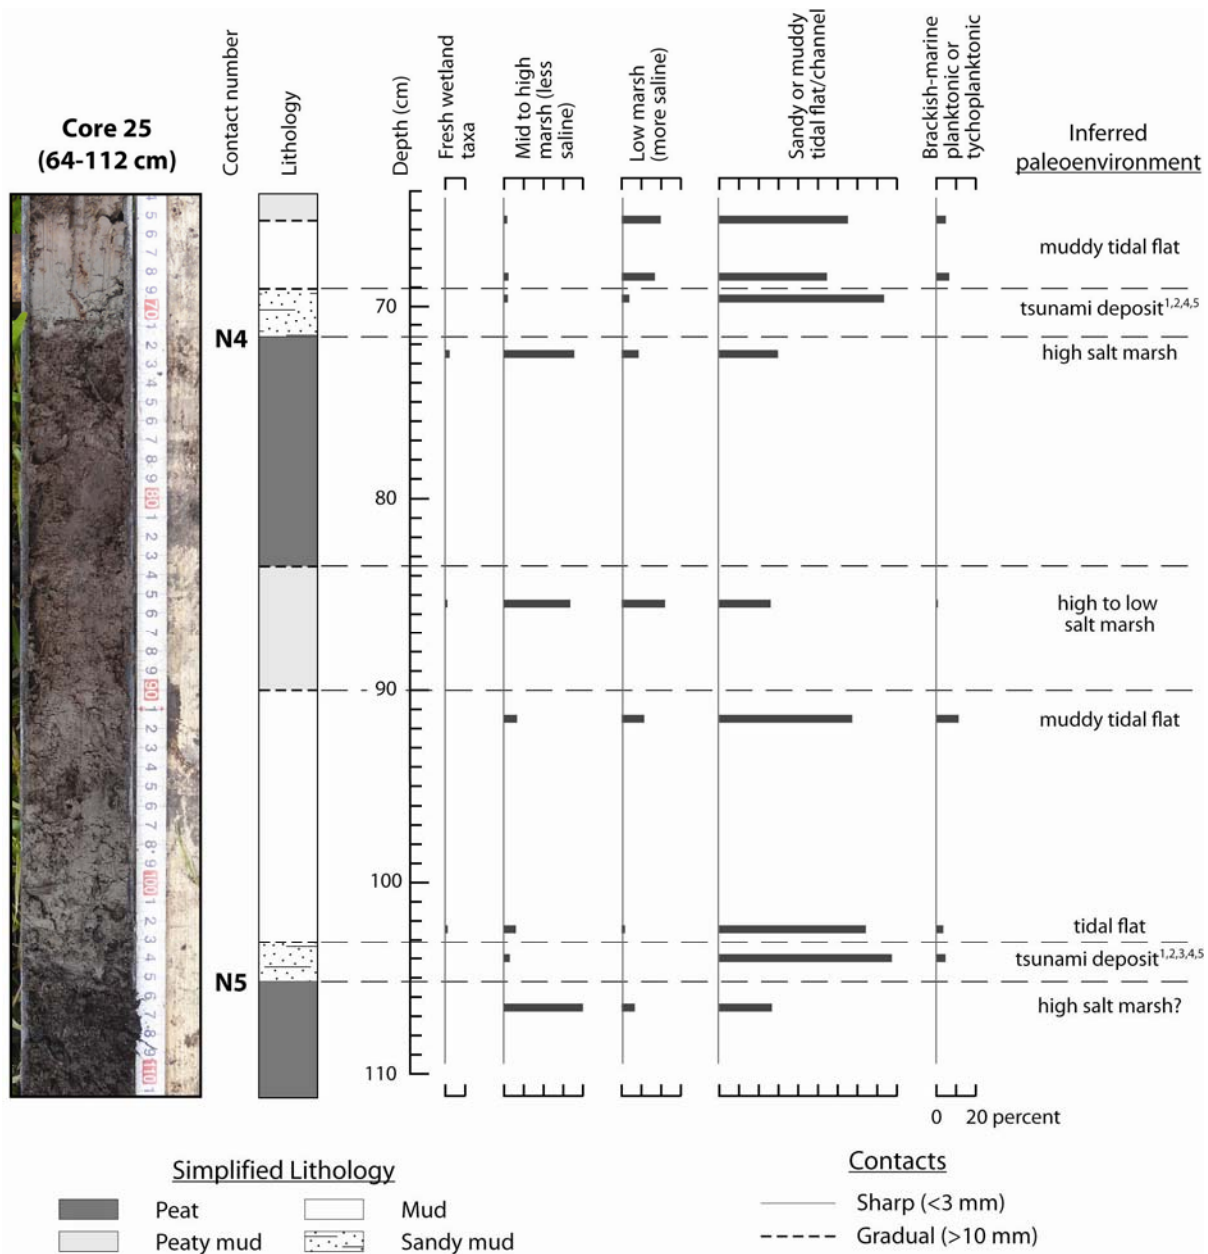 Core 25
(64-112 cm)
Contact number
Lithology
Depth (cm)
Fresh wetland
taxa
Mid to high
marsh (less
saline)
Low marsh
(more saline)
Sandy or muddy
tidal flat/channel
Brackish-marine
planktonic or
tychoplanktonic
Inferred
paleoenvironment
muddy tidal flat
70
tsunami deposit1,2,4,5
N4
high salt marsh
80
high to low
salt marsh
90
muddy tidal flat
100
tidal flat
tsunami deposit1,2,3,4,5
N5
high salt marsh?
110
0 20 percent
Simplified Lithology
Peat
Mud
Peaty mud
Sandy mud
Contacts
Sharp (<3 mm)
Gradual (>10 mm)